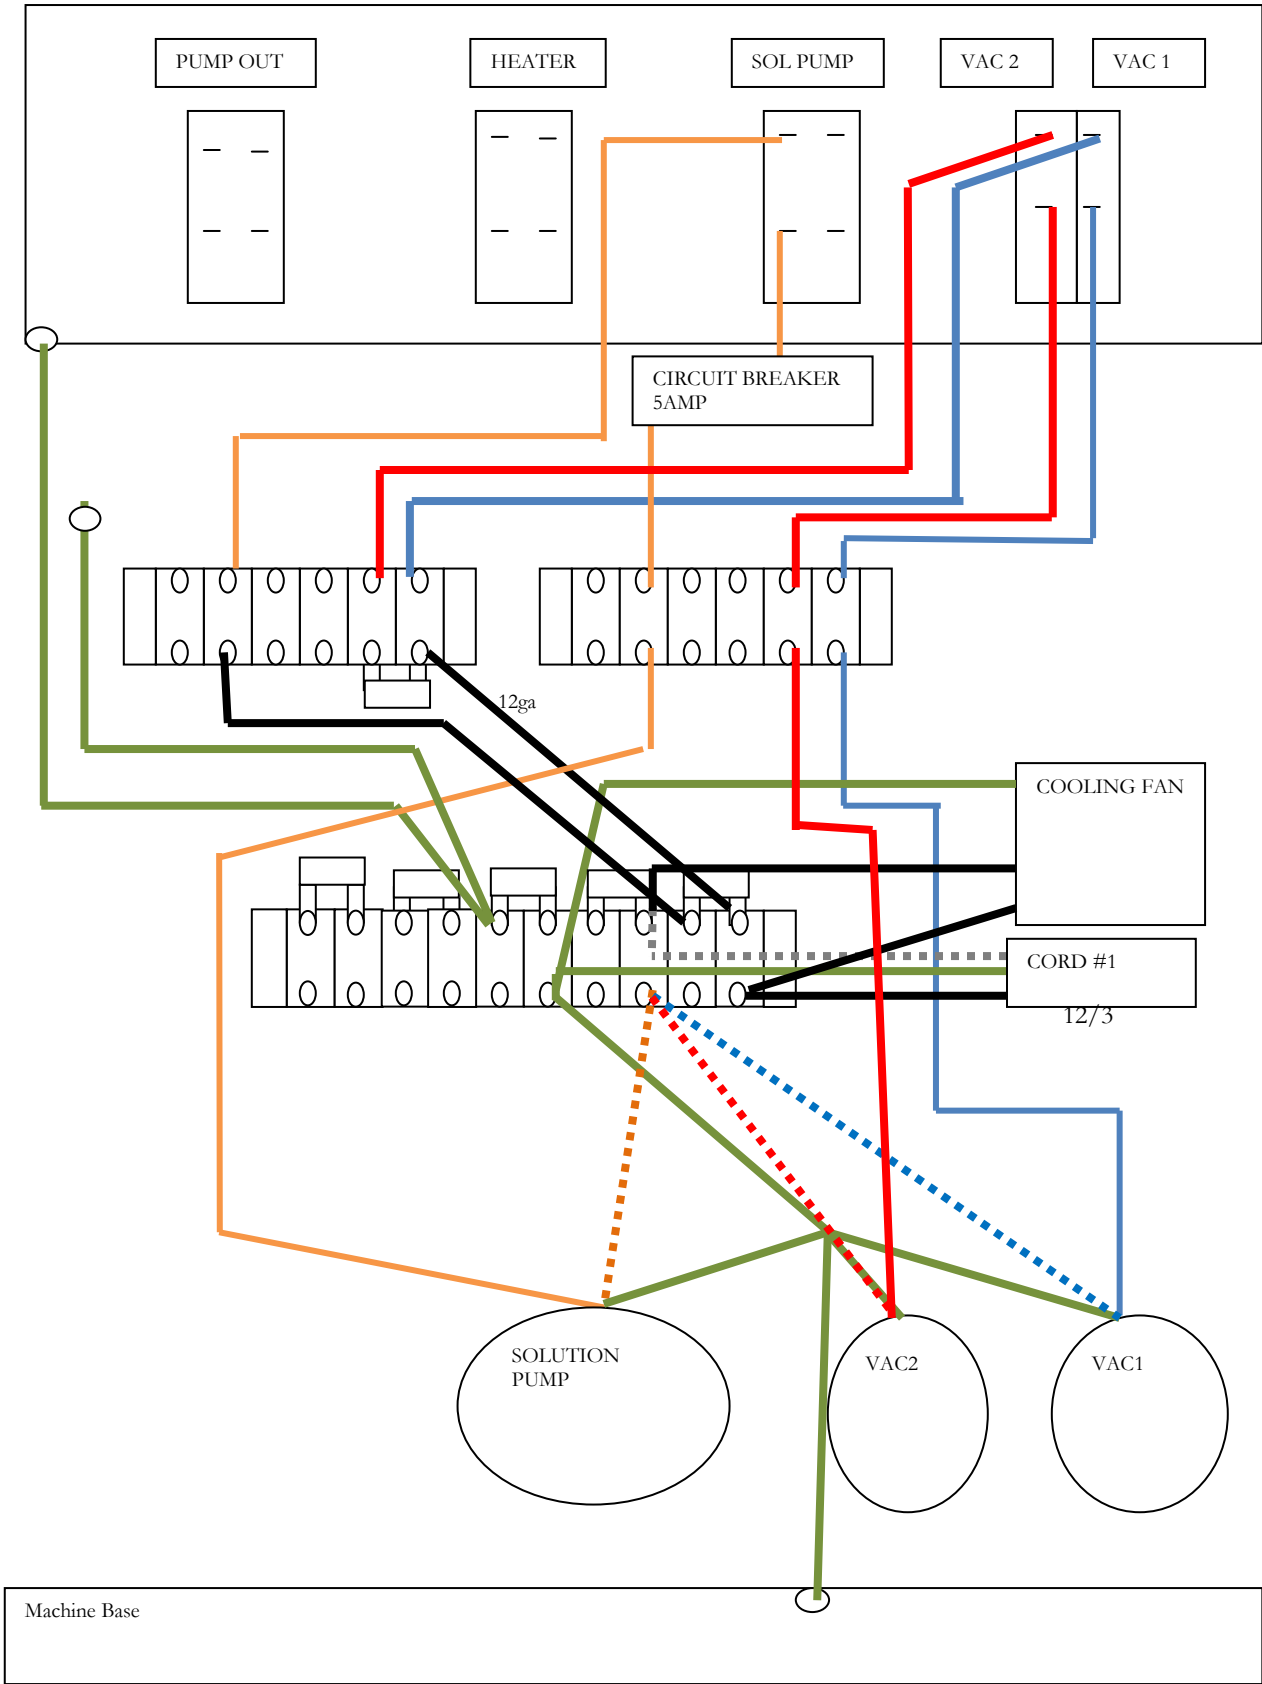 PUMP OUT
HEATER
SOL PUMP
VAC 2
VAC 1
CIRCUIT BREAKER
5AMP
12ga
COOLING FAN
CORD #1
12/3
SOLUTION
PUMP
VAC2
VAC1
Machine Base